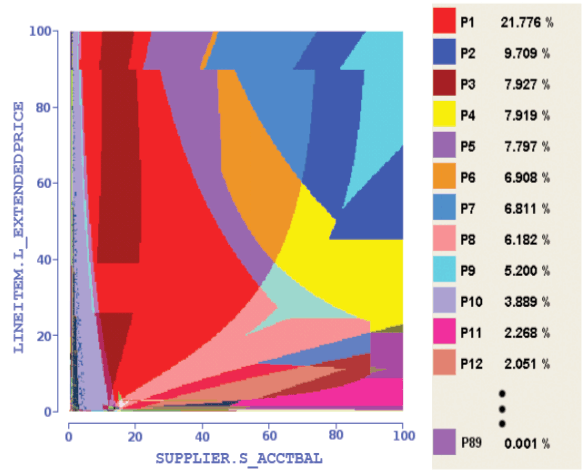 100
80
60
40
20
0
LINEITEM.L_EXTENDEDPRICE
0 20 40 60 80 100
SUPPLIER.S_ACCTBAL
P1 21.776 %
P2 9.709 %
P3 7.927 %
P4 7.919 %
P5 7.797 %
P6 6.908 %
P7 6.811 %
P8 6.182 %
P9 5.200 %
P10 3.889 %
P11 2.268 %
P12 2.051 %
P89 0.001 %